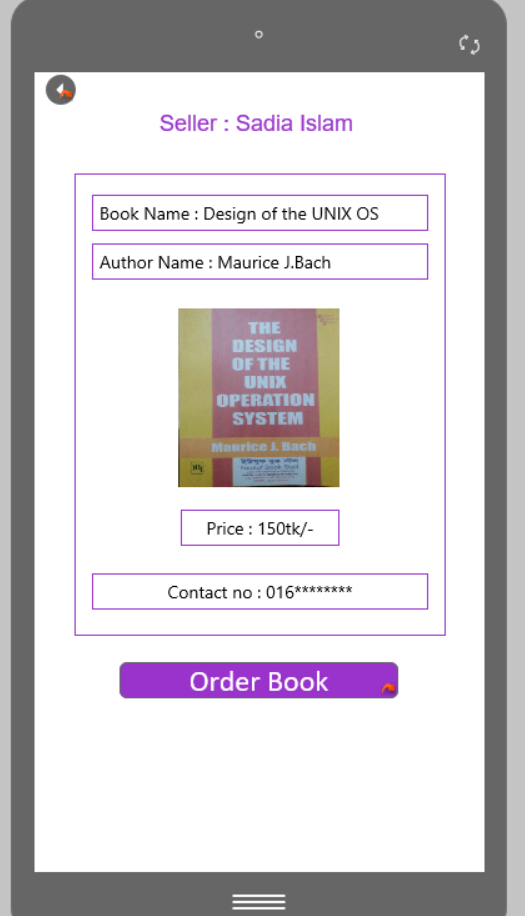 Seller : Sadia Islam
Book Name : Design of the UNIX OS
Author Name : Maurice J.Bach
THE
DESIGN
OF THE
UNIX
OPERATION
SYSTEM
Maurice J. Bach
Price : 150tk/-
Contact no : 016********
Order Book